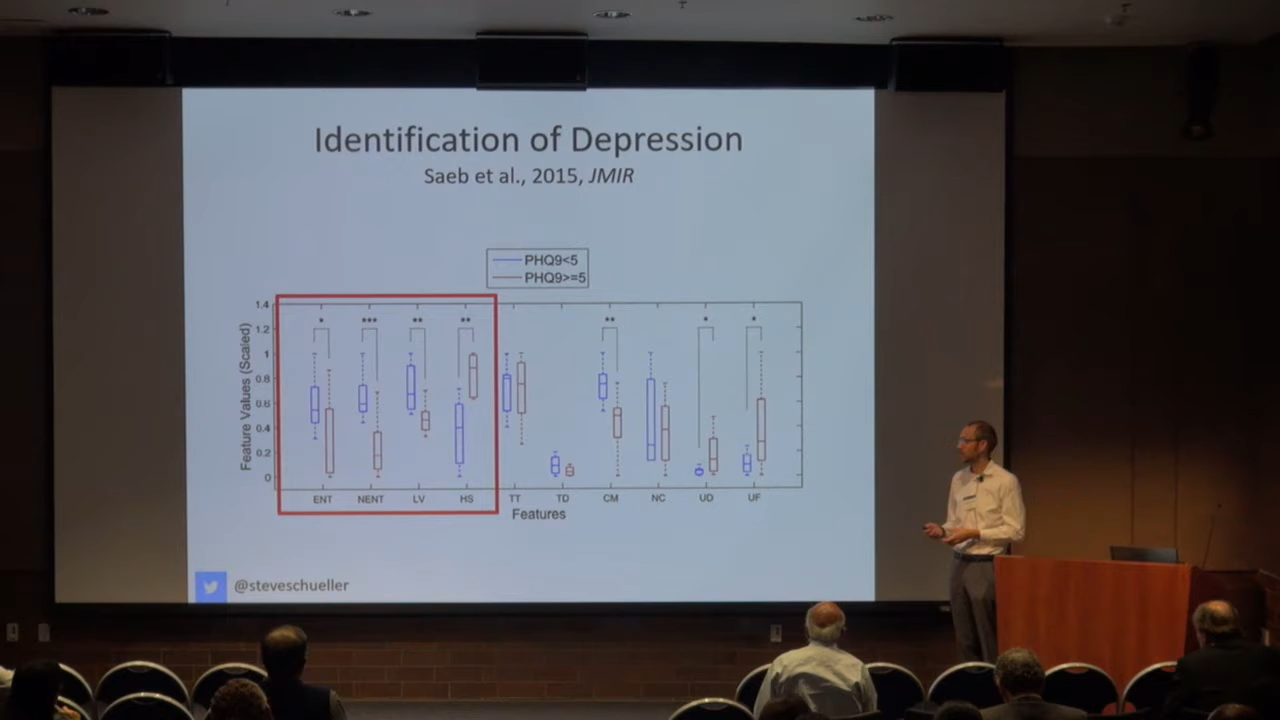 Identification of Depression
Saeb et al., 2015, JMIR
PHQ9<5
PHQ9>=5
1.4
1.2
1
0.8
0.6
0.4
0.2
0
Feature Values (Scaled)
* *** ** ** ** * *
ENT NENT LV HS TT TD CM NC UD UF
Features
@steveschueller